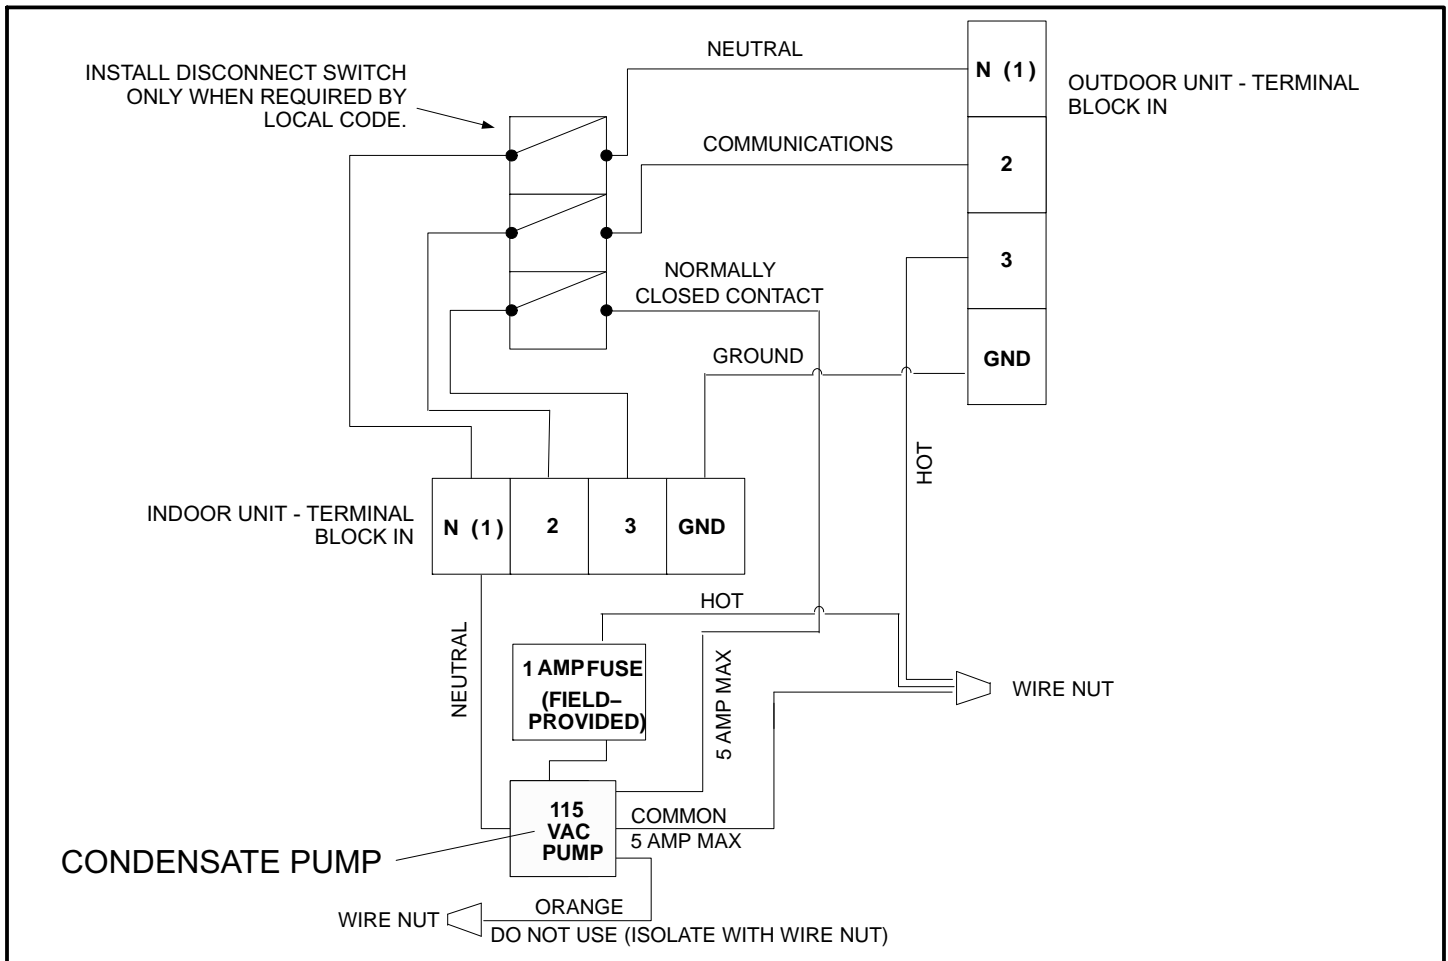 NEUTRAL
N (1)
INSTALL DISCONNECT SWITCH
ONLY WHEN REQUIRED BY
LOCAL CODE.
OUTDOOR UNIT - TERMINAL
BLOCK IN
COMMUNICATIONS
2
3
NORMALLY
CLOSED CONTACT
GROUND
GND
HOT
INDOOR UNIT - TERMINAL
BLOCK IN
N (1)
2
3
GND
HOT
NEUTRAL
1 AMP FUSE
(FIELD–
PROVIDED)
5 AMP MAX
WIRE NUT
115
VAC
PUMP
COMMON
5 AMP MAX
CONDENSATE PUMP
WIRE NUT
ORANGE
DO NOT USE (ISOLATE WITH WIRE NUT)